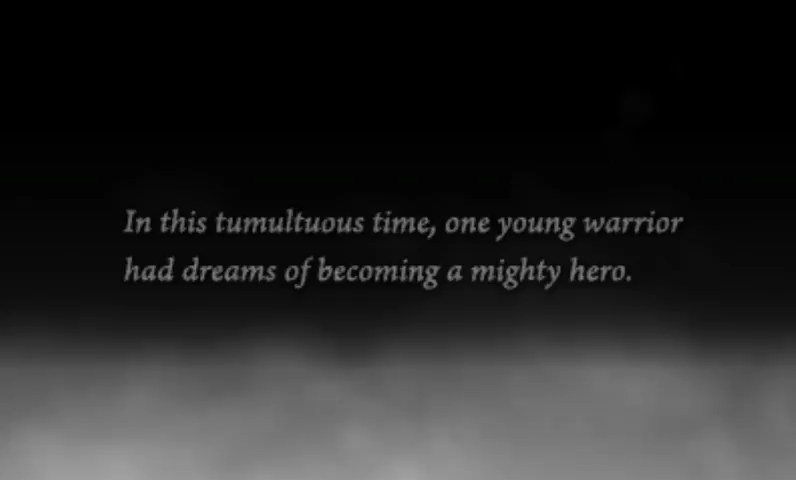 In this tumultuous time, one young warrior
had dreams of becoming a mighty hero.